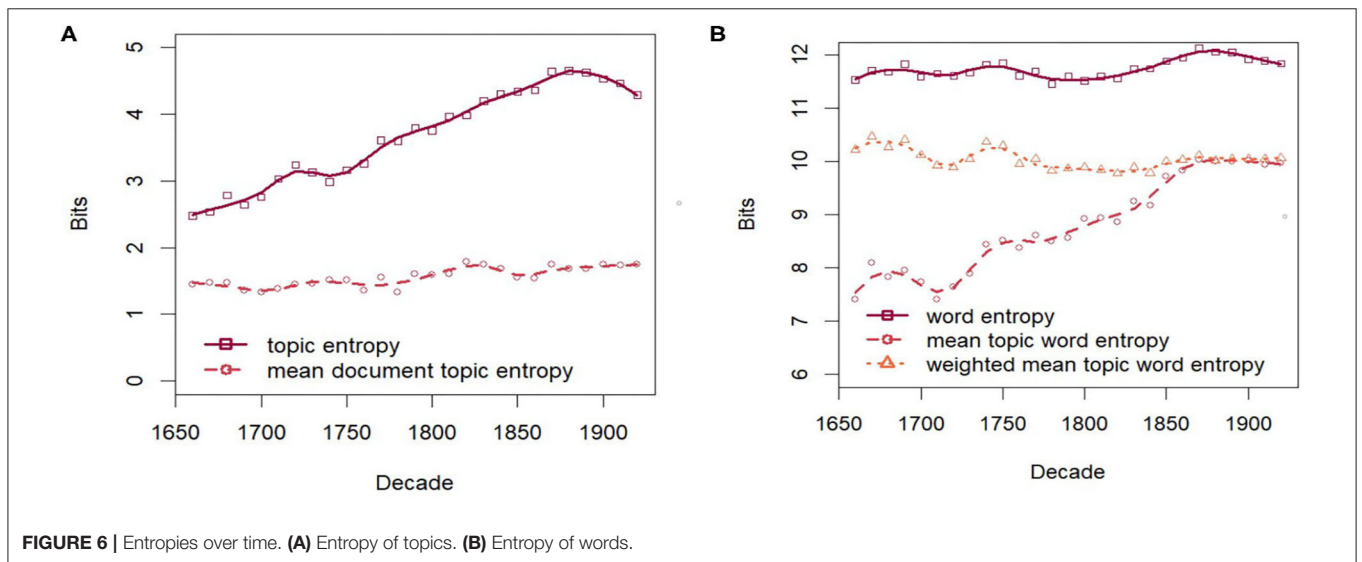 A
Bits
5
4
3
2
1
0
topic entropy
mean document topic entropy
1650 1700 1750 1800 1850 1900
Decade
B
Bits
12
11
10
9
8
7
6
word entropy
mean topic word entropy
weighted mean topic word entropy
1650 1700 1750 1800 1850 1900
Decade
FIGURE 6 | Entropies over time. (A) Entropy of topics. (B) Entropy of words.